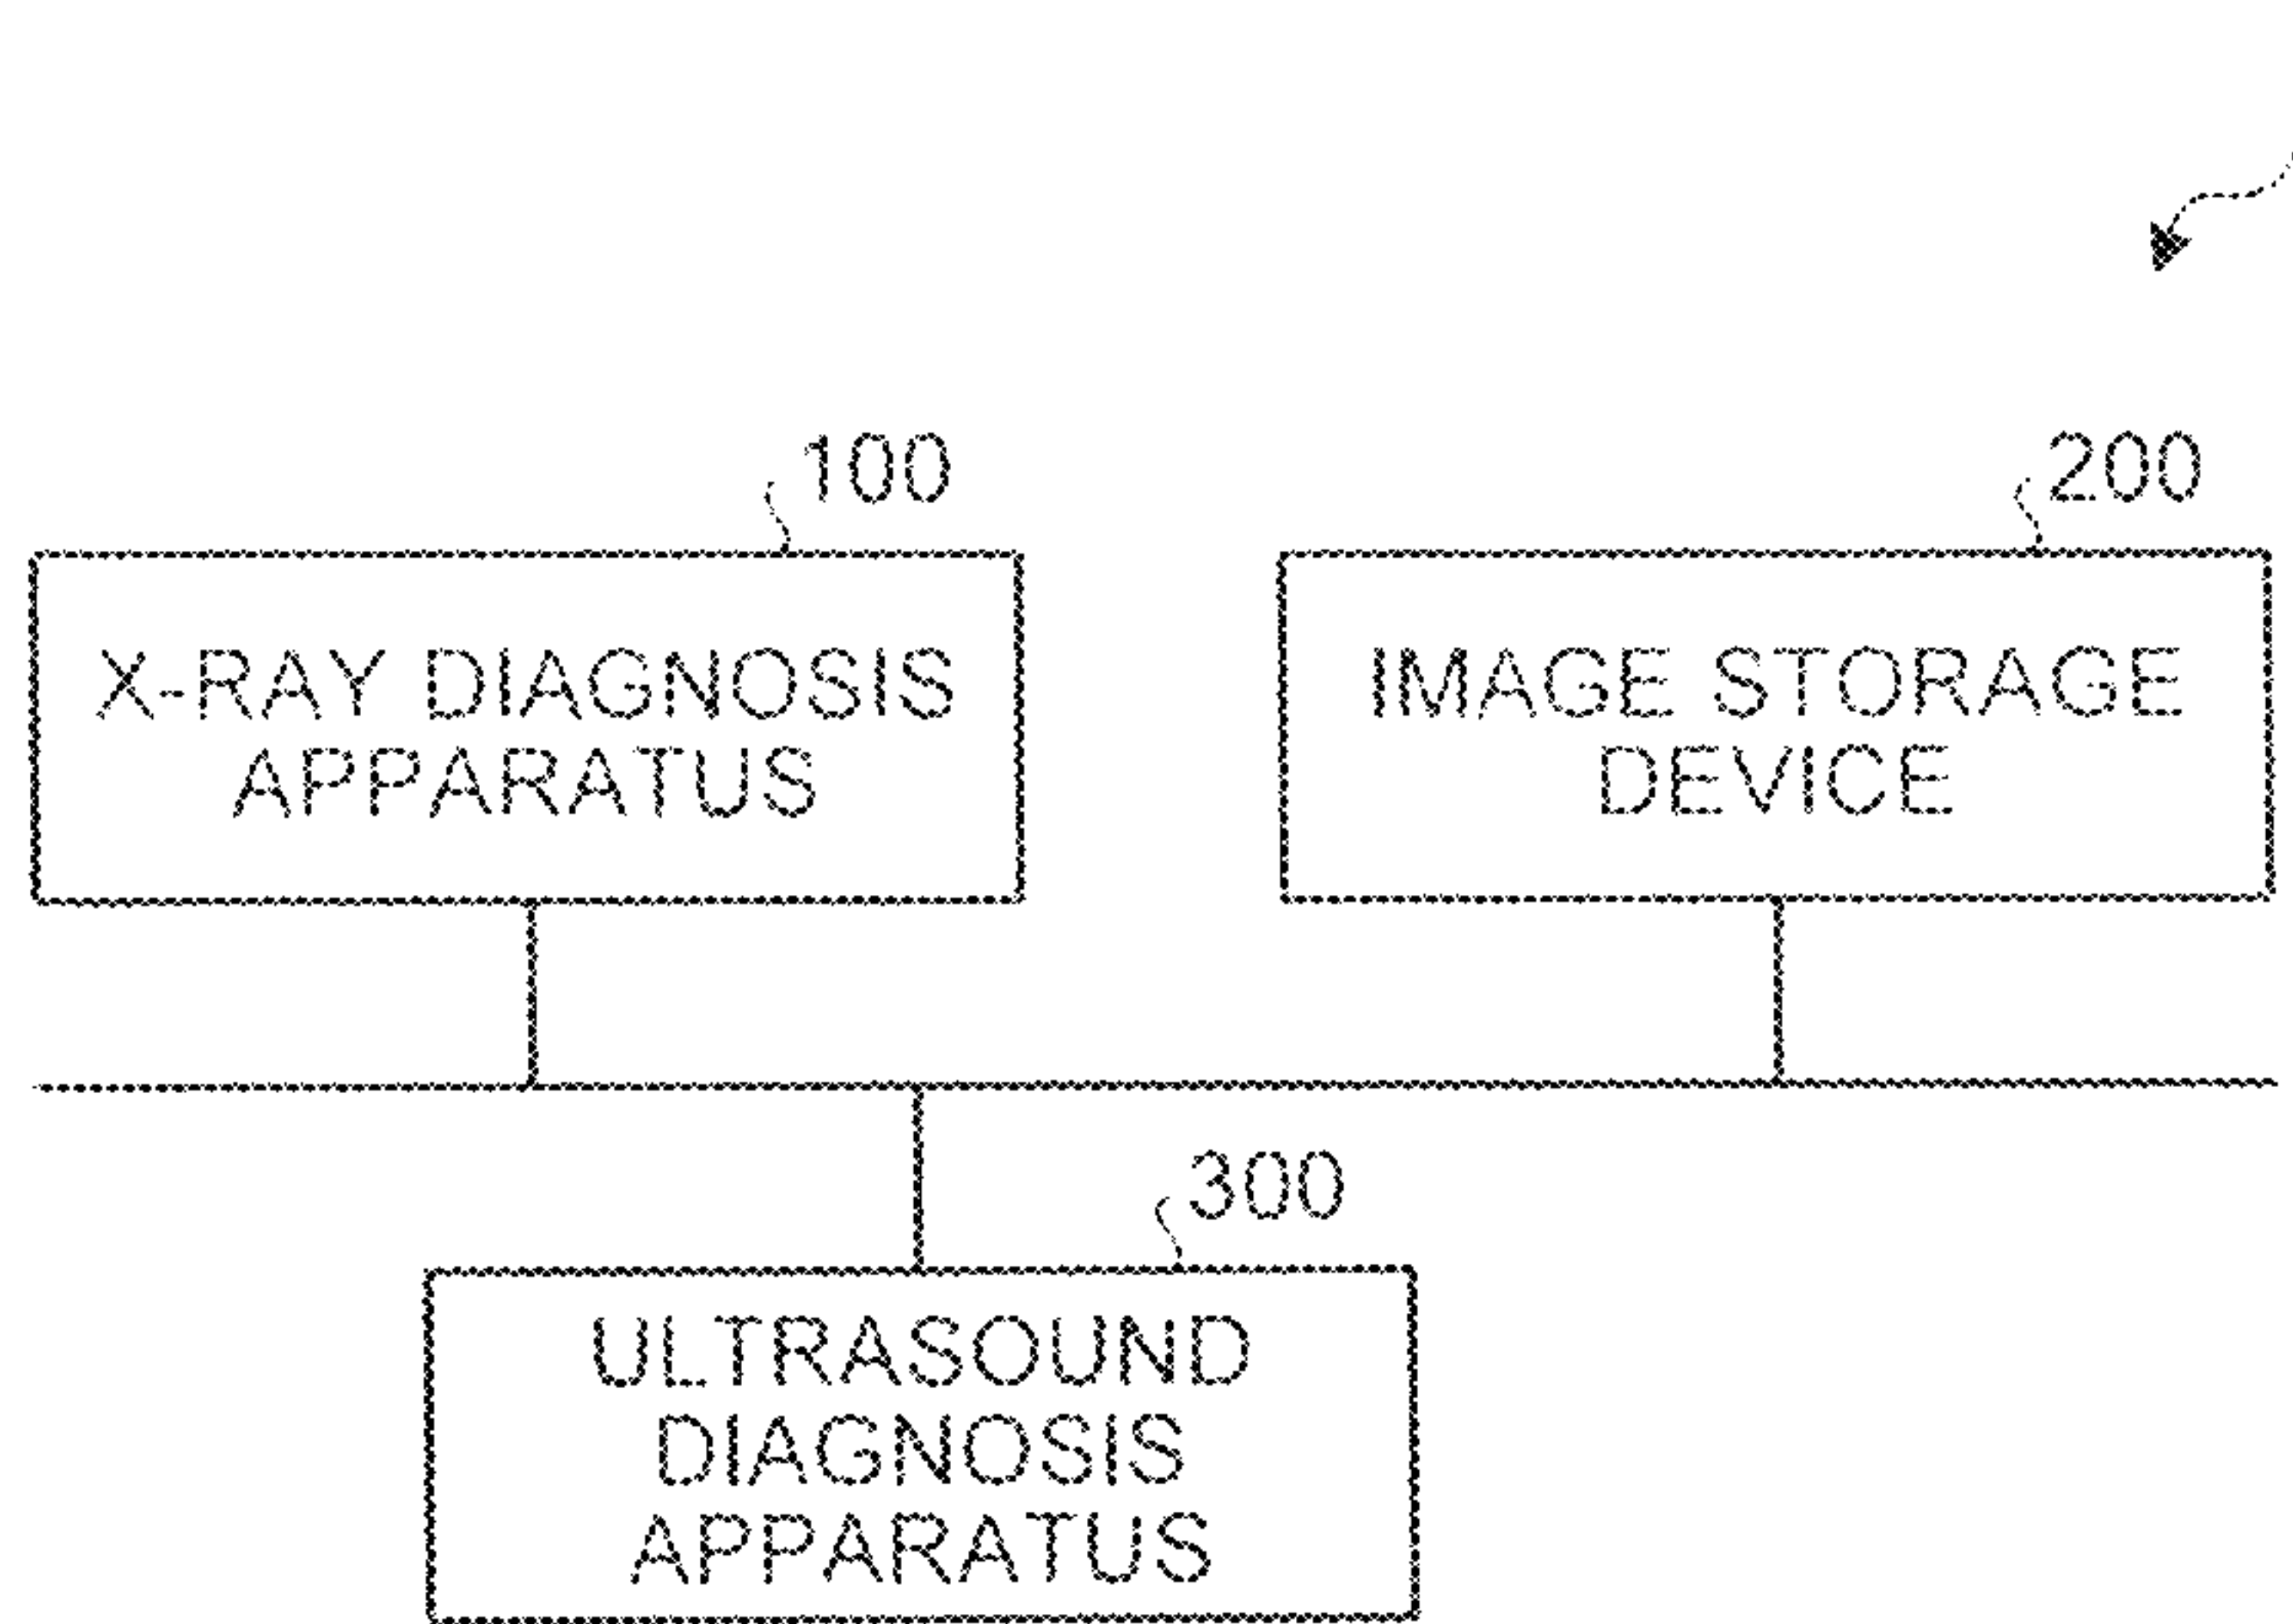 100
X-RAY DIAGNOSIS
APPARATUS
200
IMAGE STORAGE
DEVICE
300
ULTRASOUND
DIAGNOSIS
APPARATUS